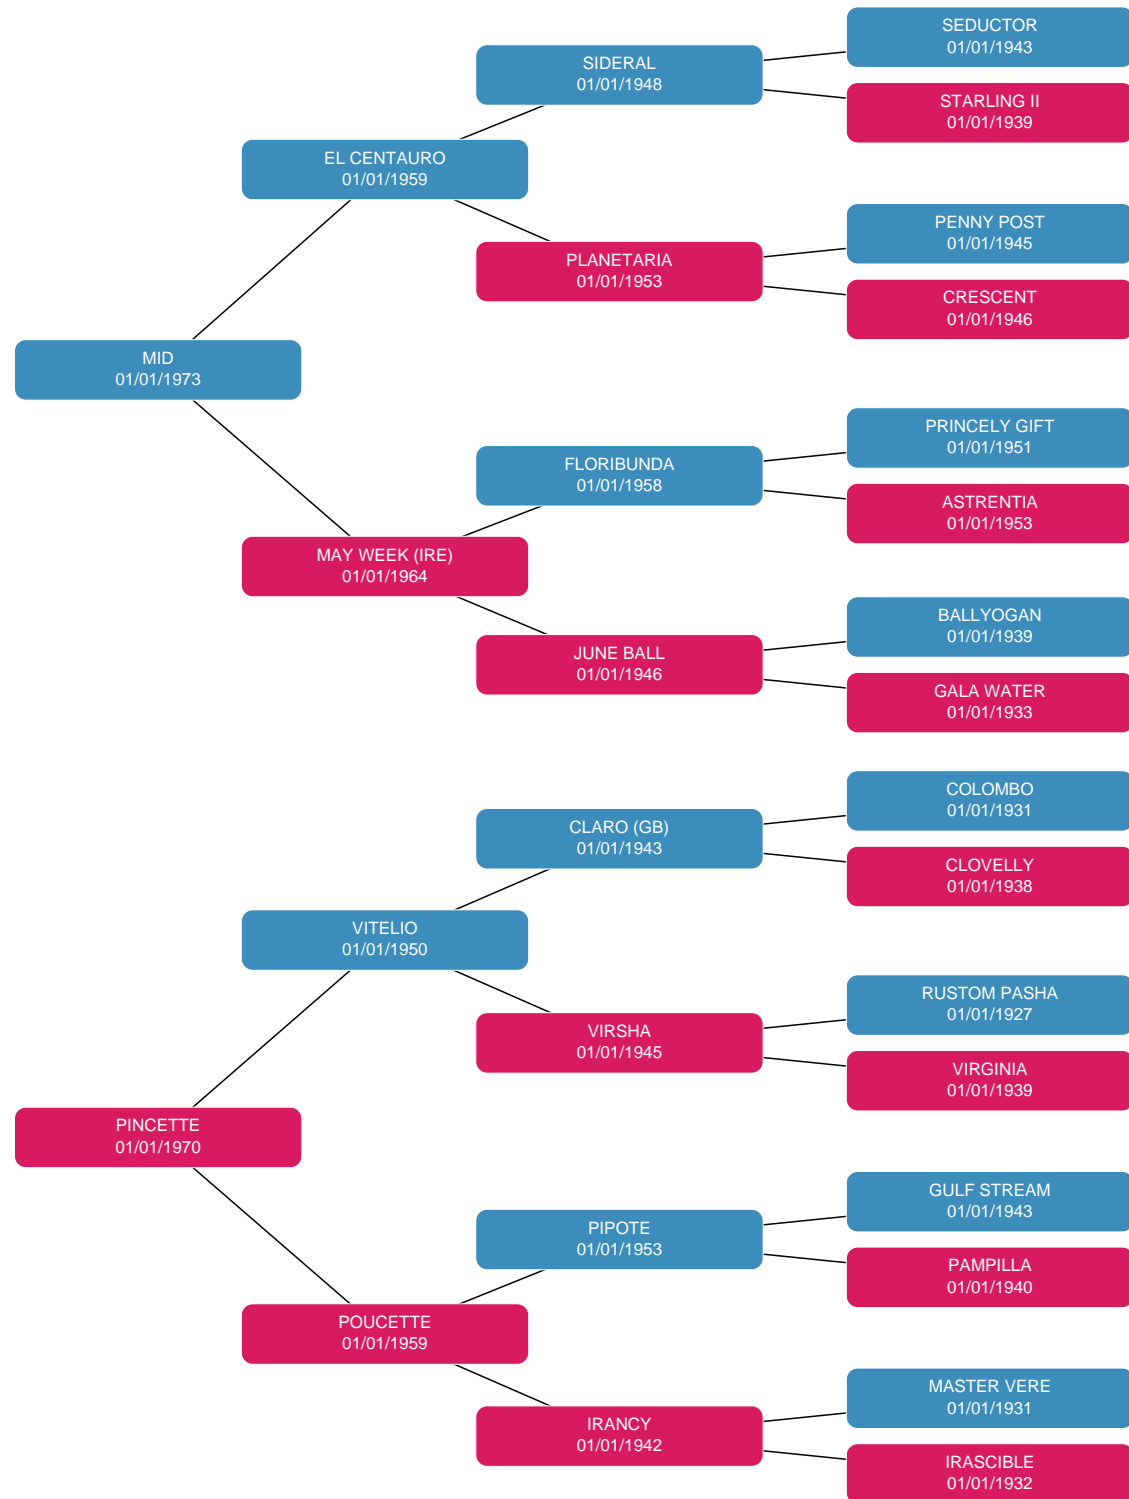 SEDUCTOR
01/01/1943
SIDERAL
01/01/1948
STARLING II
01/01/1939
EL CENTAURO
01/01/1959
PENNY POST
01/01/1945
PLANETARIA
01/01/1953
CRESCENT
01/01/1946
MID
01/01/1973
PRINCELY GIFT
01/01/1951
FLORIBUNDA
01/01/1958
ASTRENTIA
01/01/1953
MAY WEEK (IRE)
01/01/1964
BALLYOGAN
01/01/1939
JUNE BALL
01/01/1946
GALA WATER
01/01/1933
COLOMBO
01/01/1931
CLARO (GB)
01/01/1943
CLOVELLY
01/01/1938
VITELIO
01/01/1950
RUSTOM PASHA
01/01/1927
VIRSHA
01/01/1945
VIRGINIA
01/01/1939
PINCETTE
01/01/1970
GULF STREAM
01/01/1943
PIPOTE
01/01/1953
PAMPILLA
01/01/1940
POUCETTE
01/01/1959
MASTER VERE
01/01/1931
IRANCY
01/01/1942
IRASCIBLE
01/01/1932